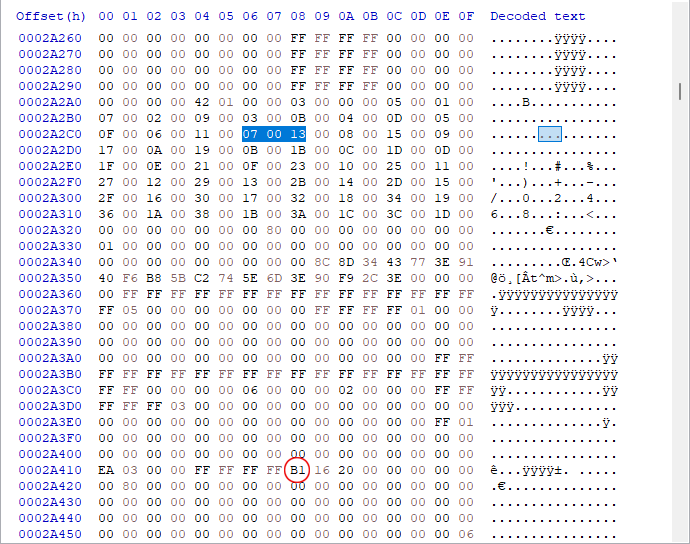 Offset(h) 00 01 02 03 04 05 06 07 08 09 0A 0B 0C 0D 0E 0F Decoded text
0002A260 00 00 00 00 00 00 00 00 FF FF FF FF 00 00 00 00 ........ÿÿÿÿ....
0002A270 00 00 00 00 00 00 00 00 FF FF FF FF 00 00 00 00 ........ÿÿÿÿ....
0002A280 00 00 00 00 00 00 00 00 FF FF FF FF 00 00 00 00 ........ÿÿÿÿ....
0002A290 00 00 00 00 00 00 00 00 FF FF FF FF 00 00 00 00 ........ÿÿÿÿ....
0002A2A0 00 00 00 00 42 01 00 00 03 00 00 00 05 00 01 00 ....B...........
0002A2B0 07 00 02 00 09 00 03 00 0B 00 04 00 0D 00 05 00 ................
0002A2C0 0F 00 06 00 11 00 07 00 13 00 08 00 15 00 09 00 ................
0002A2D0 17 00 0A 00 19 00 0B 00 1B 00 0C 00 1D 00 0D 00 ................
0002A2E0 1F 00 0E 00 21 00 0F 00 23 00 10 00 25 00 11 00 ....!...#...%...
0002A2F0 27 00 12 00 29 00 13 00 2B 00 14 00 2D 00 15 00 '...)...+...-...
0002A300 2F 00 16 00 30 00 17 00 32 00 18 00 34 00 19 00 /...0...2...4...
0002A310 36 00 1A 00 38 00 1B 00 3A 00 1C 00 3C 00 1D 00 6...8...:...<...
0002A320 00 00 00 00 00 00 00 80 00 00 00 00 00 00 00 00 .......€........
0002A330 01 00 00 00 00 00 00 00 00 00 00 00 00 00 00 00 ................
0002A340 00 00 00 00 00 00 00 00 00 8C 8D 34 43 77 3E 91 .........Œ.4Cw>‘
0002A350 40 F6 B8 5B C2 74 5E 6D 3E 90 F9 2C 3E 00 00 00 @ö¸[Ât^m>.ù,>...
0002A360 00 FF FF FF FF FF FF FF FF FF FF FF FF FF FF FF .ÿÿÿÿÿÿÿÿÿÿÿÿÿÿÿ
0002A370 FF 05 00 00 00 00 00 00 00 FF FF FF FF 01 00 00 ÿ........ÿÿÿÿ...
0002A380 00 00 00 00 00 00 00 00 00 00 00 00 00 00 00 00 ................
0002A390 00 00 00 00 00 00 00 00 00 00 00 00 00 00 00 00 ................
0002A3A0 00 00 00 00 00 00 00 00 00 00 00 00 00 00 FF FF ..............ÿÿ
0002A3B0 FF FF FF FF FF FF FF FF FF FF FF FF FF FF FF FF ÿÿÿÿÿÿÿÿÿÿÿÿÿÿÿÿ
0002A3C0 FF FF 00 00 00 00 06 00 00 00 02 00 00 00 FF FF ÿÿ............ÿÿ
0002A3D0 FF FF FF 03 00 00 00 00 00 00 00 00 00 00 00 00 ÿÿÿ.............
0002A3E0 00 00 00 00 00 00 00 00 00 00 00 00 00 00 FF 01 ..............ÿ.
0002A3F0 00 00 00 00 00 00 00 00 00 00 00 00 00 00 00 00 ................
0002A400 00 00 00 00 00 00 00 00 00 00 00 00 00 00 00 00 ................
0002A410 EA 03 00 00 FF FF FF FF B1 16 20 00 00 00 00 00 ê...ÿÿÿÿ±. .....
0002A420 00 80 00 00 00 00 00 00 00 00 00 00 00 00 00 00 .€..............
0002A430 00 00 00 00 00 00 00 00 00 00 00 00 00 00 00 00 ................
0002A440 00 00 00 00 00 00 00 00 00 00 00 00 00 00 00 00 ................
0002A450 00 00 00 00 00 00 00 00 00 00 00 00 00 00 00 06 ................